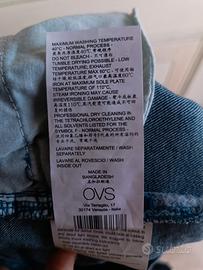 MAXIMUM WASHING TEMPERATURE
40°C, - NORMAL PROCESS -
DO NOT BLEACH -
TUMBLE DRYING POSSIBLE - LOW
TEMPERATURE, EXHAUST
TEMPERATURE MAX 60°C -
IRON AT MAXIMUM SOLE PLATE
TEMPERATURE OF 110°C,
STEAM IRONING MAY CAUSE
IRREVERSIBLE DAMAGE -
PROFESSIONAL DRY CLEANING IN
THE TETRACHLOROETHYLENE AND
ALL SOLVENTS LISTED FOR THE
SYMBOL F - NORMAL PROCESS -
LAVARE SEPARATAMENTE / WASH
SEPARATELY
LAVARE AL ROVESCIO / WASH
INSIDE OUT
MADE IN
BANGLADESH
OVS
Via Terraglio, 17
30174 Venezia - Italia
SUBITO